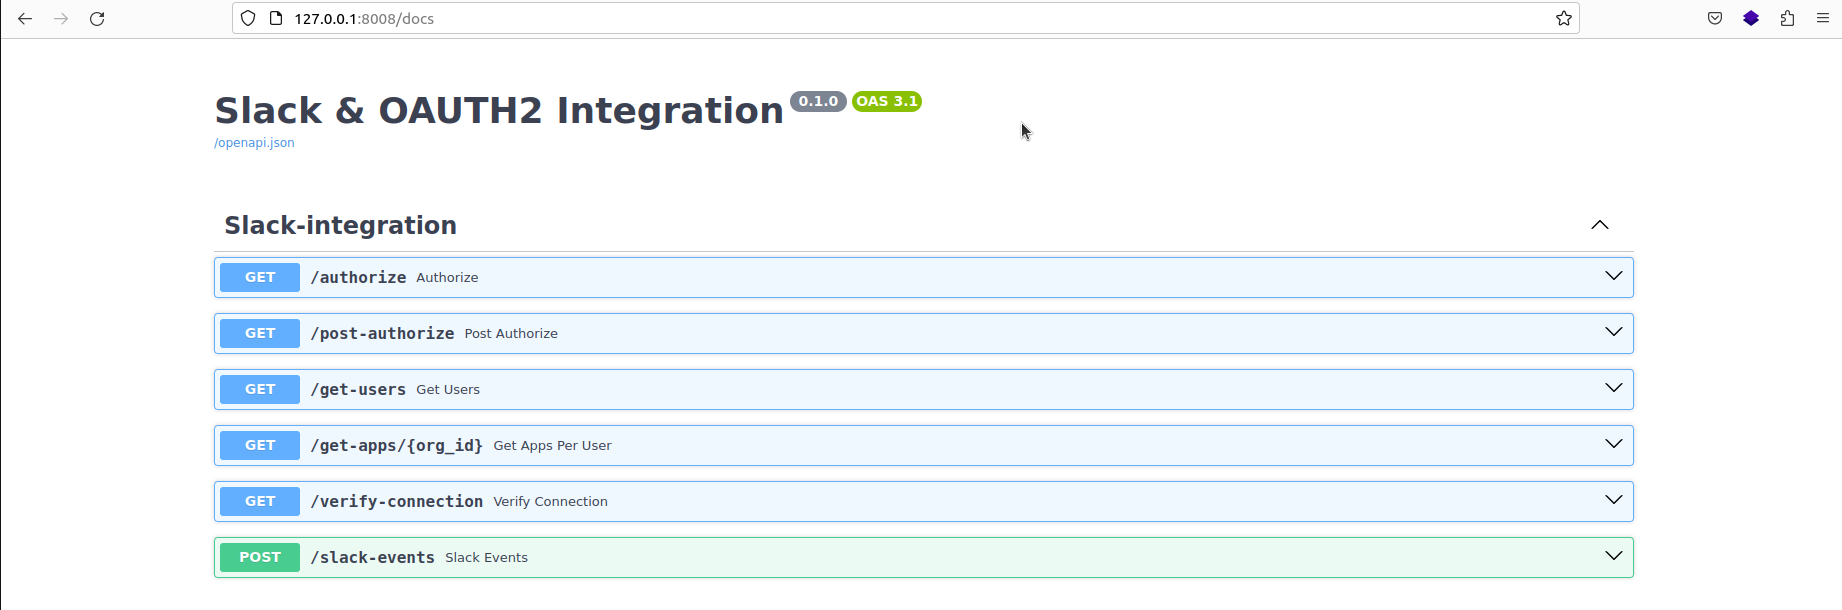 127.0.0.1:8008/docs
Slack & OAUTH2 Integration 0.1.0 OAS 3.1
/openapi.json
Slack-integration
GET /authorize Authorize
GET /post-authorize Post Authorize
GET /get-users Get Users
GET /get-apps/{org_id} Get Apps Per User
GET /verify-connection Verify Connection
POST /slack-events Slack Events